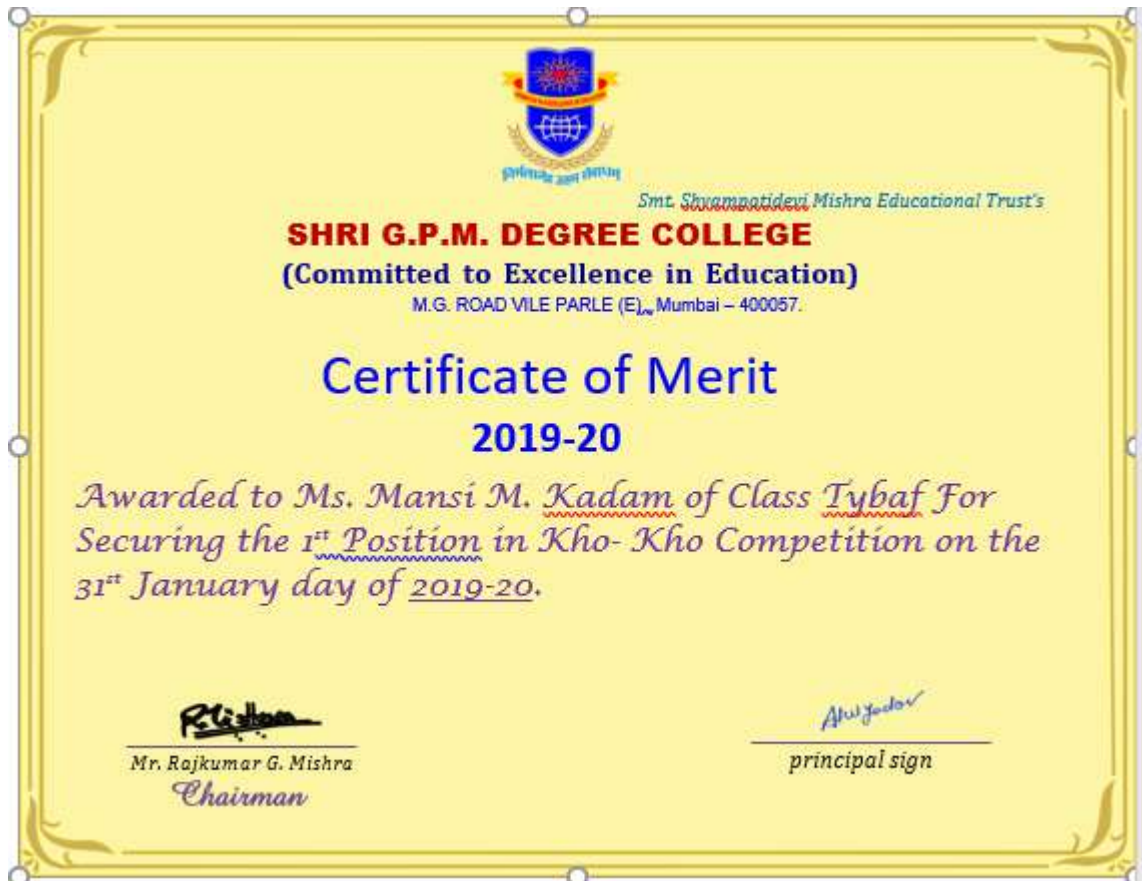 Smt. Shyampatidevi Mishra Educational Trust's
SHRI G.P.M. DEGREE COLLEGE
(Committed to Excellence in Education)
M.G. ROAD VILE PARLE (E), Mumbai – 400057.
Certificate of Merit
2019-20
Awarded to Ms. Mansi M. Kadam of Class Tybaf For
Securing the 1st Position in Kho- Kho Competition on the
31st January day of 2019-20.
Mr. Rajkumar G. Mishra
principal sign
Chairman